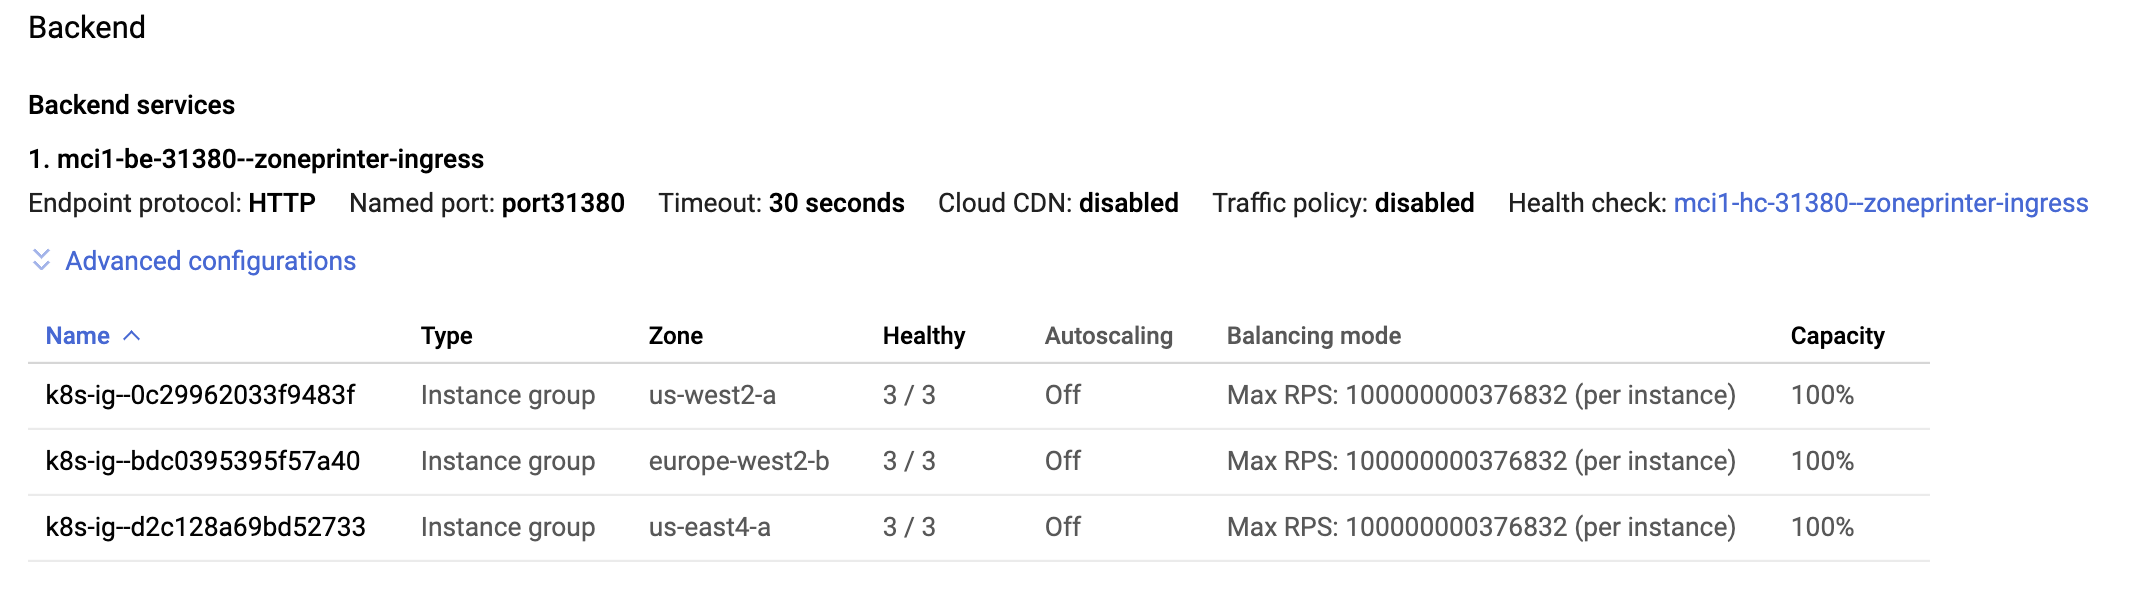 Backend
Backend services
1. mci1-be-31380--zoneprinter-ingress
Endpoint protocol: HTTP Named port: port31380 Timeout: 30 seconds Cloud CDN: disabled Traffic policy: disabled Health check: mci1-hc-31380--zoneprinter-ingress
Advanced configurations
Name Type Zone Healthy Autoscaling Balancing mode Capacity
k8s-ig--0c29962033f9483f Instance group us-west2-a 3 / 3 Off Max RPS: 100000000376832 (per instance) 100%
k8s-ig--bdc0395395f57a40 Instance group europe-west2-b 3 / 3 Off Max RPS: 100000000376832 (per instance) 100%
k8s-ig--d2c128a69bd52733 Instance group us-east4-a 3 / 3 Off Max RPS: 100000000376832 (per instance) 100%